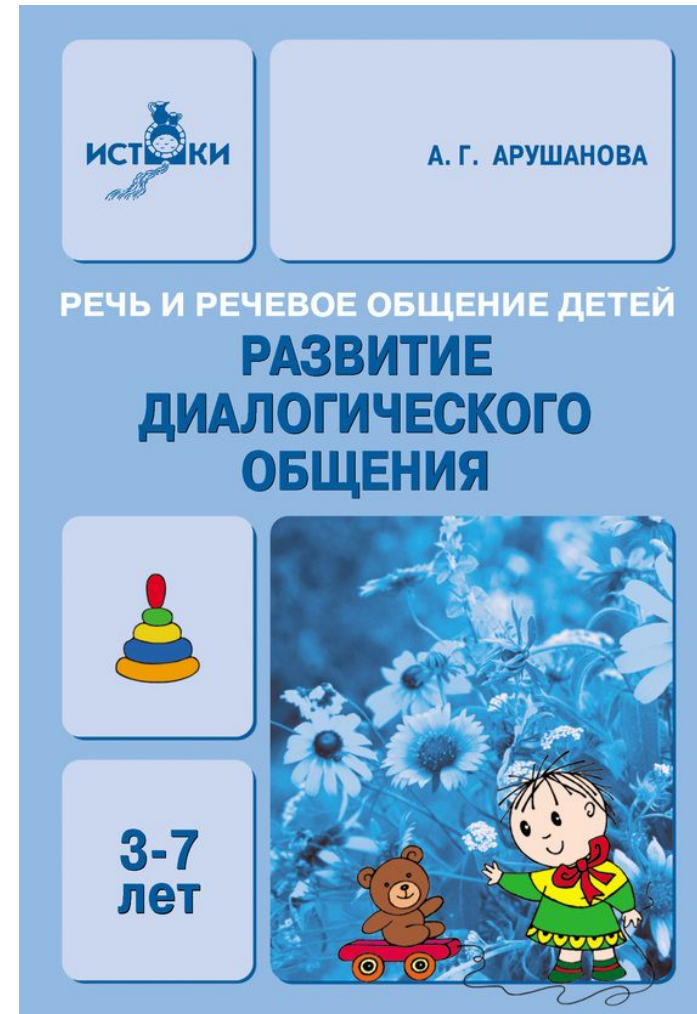 ИСТОКИ
А. Г. АРУШАНОВА
РЕЧЬ И РЕЧЕВОЕ ОБЩЕНИЕ ДЕТЕЙ
РАЗВИТИЕ
ДИАЛОГИЧЕСКОГО
ОБЩЕНИЯ
3-7
лет